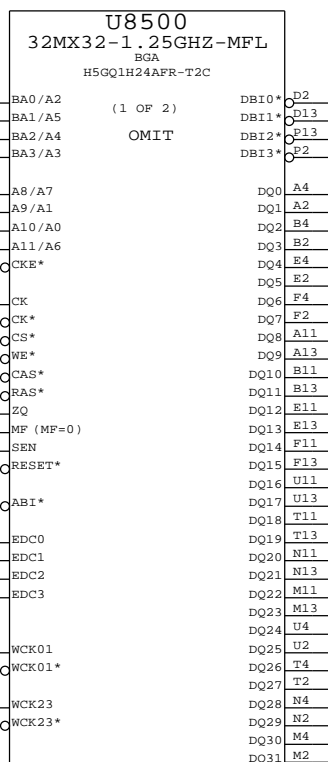 U8500
32MX32-1.25GHZ-MFL
BGA
H5GQ1H24AFR-T2C
(1 OF 2)
OMIT
BA0/A2 DBI0* D2
BA1/A5 DBI1* D13
BA2/A4 DBI2* P13
BA3/A3 DBI3* P2
A8/A7 DQ0 A4
A9/A1 DQ1 A2
A10/A0 DQ2 B4
A11/A6 DQ3 B2
CKE* DQ4 E4
DQ5 E2
CK DQ6 F4
CK* DQ7 F2
CS* DQ8 A11
WE* DQ9 A13
CAS* DQ10 B11
RAS* DQ11 B13
ZQ DQ12 E11
MF (MF=0) DQ13 E13
SEN DQ14 F11
RESET* DQ15 F13
DQ16 U11
ABI* DQ17 U13
DQ18 T11
EDC0 DQ19 T13
EDC1 DQ20 N11
EDC2 DQ21 N13
EDC3 DQ22 M11
DQ23 M13
DQ24 U4
WCK01 DQ25 U2
WCK01* DQ26 T4
DQ27 T2
WCK23 DQ28 N4
WCK23* DQ29 N2
DQ30 M4
DQ31 M2